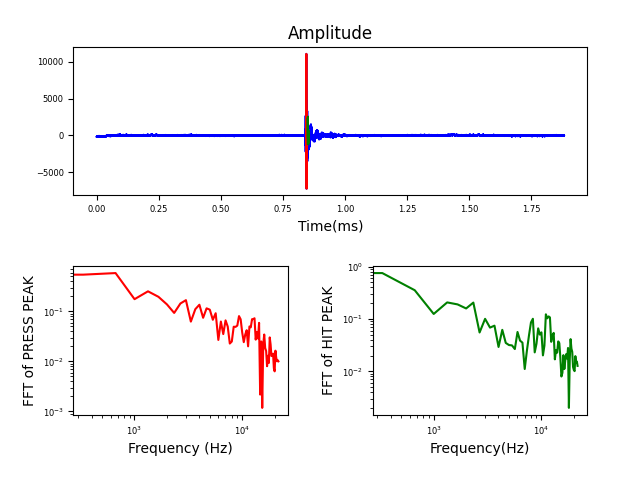 Amplitude
10000
5000
0
−5000
0.00 0.25 0.50 0.75 1.00 1.25 1.50 1.75
Time(ms)
FFT of PRESS PEAK
10⁻¹
10⁻²
10⁻³
10³ 10⁴
Frequency (Hz)
FFT of HIT PEAK
10⁰
10⁻¹
10⁻²
10³ 10⁴
Frequency(Hz)